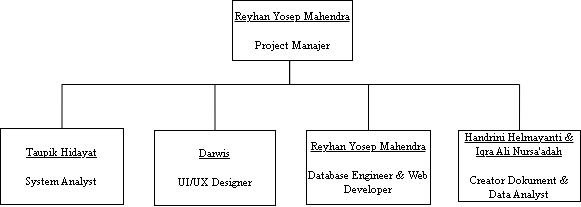 Reyhan Yosep Mahendra
Project Manajer
Taupik Hidayat
System Analyst
Darwis
UI/UX Designer
Reyhan Yosep Mahendra
Database Engineer & Web
Developer
Handrini Helmayanti &
Iqra Ali Nursa'adah
Creator Dokument &
Data Analyst